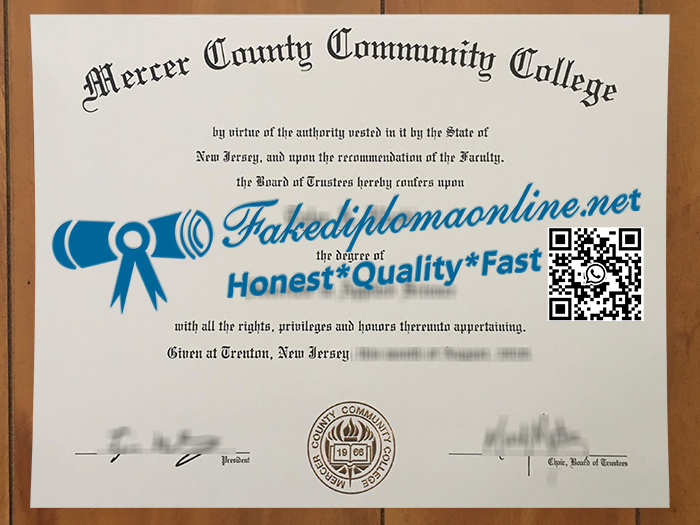 Mercer County Community College
by virtue of the authority vested in it by the State of
New Jersey, and upon the recommendation of the Faculty.
the Board of Trustees hereby confers upon
Fakediplomaonline.net
the degree of
Honest*Quality*Fast
with all the rights, privileges and honors thereunto appertaining.
Given at Trenton, New Jersey
MERCER COUNTY COMMUNITY COLLEGE
1966
President
Chair, Board of Trustees